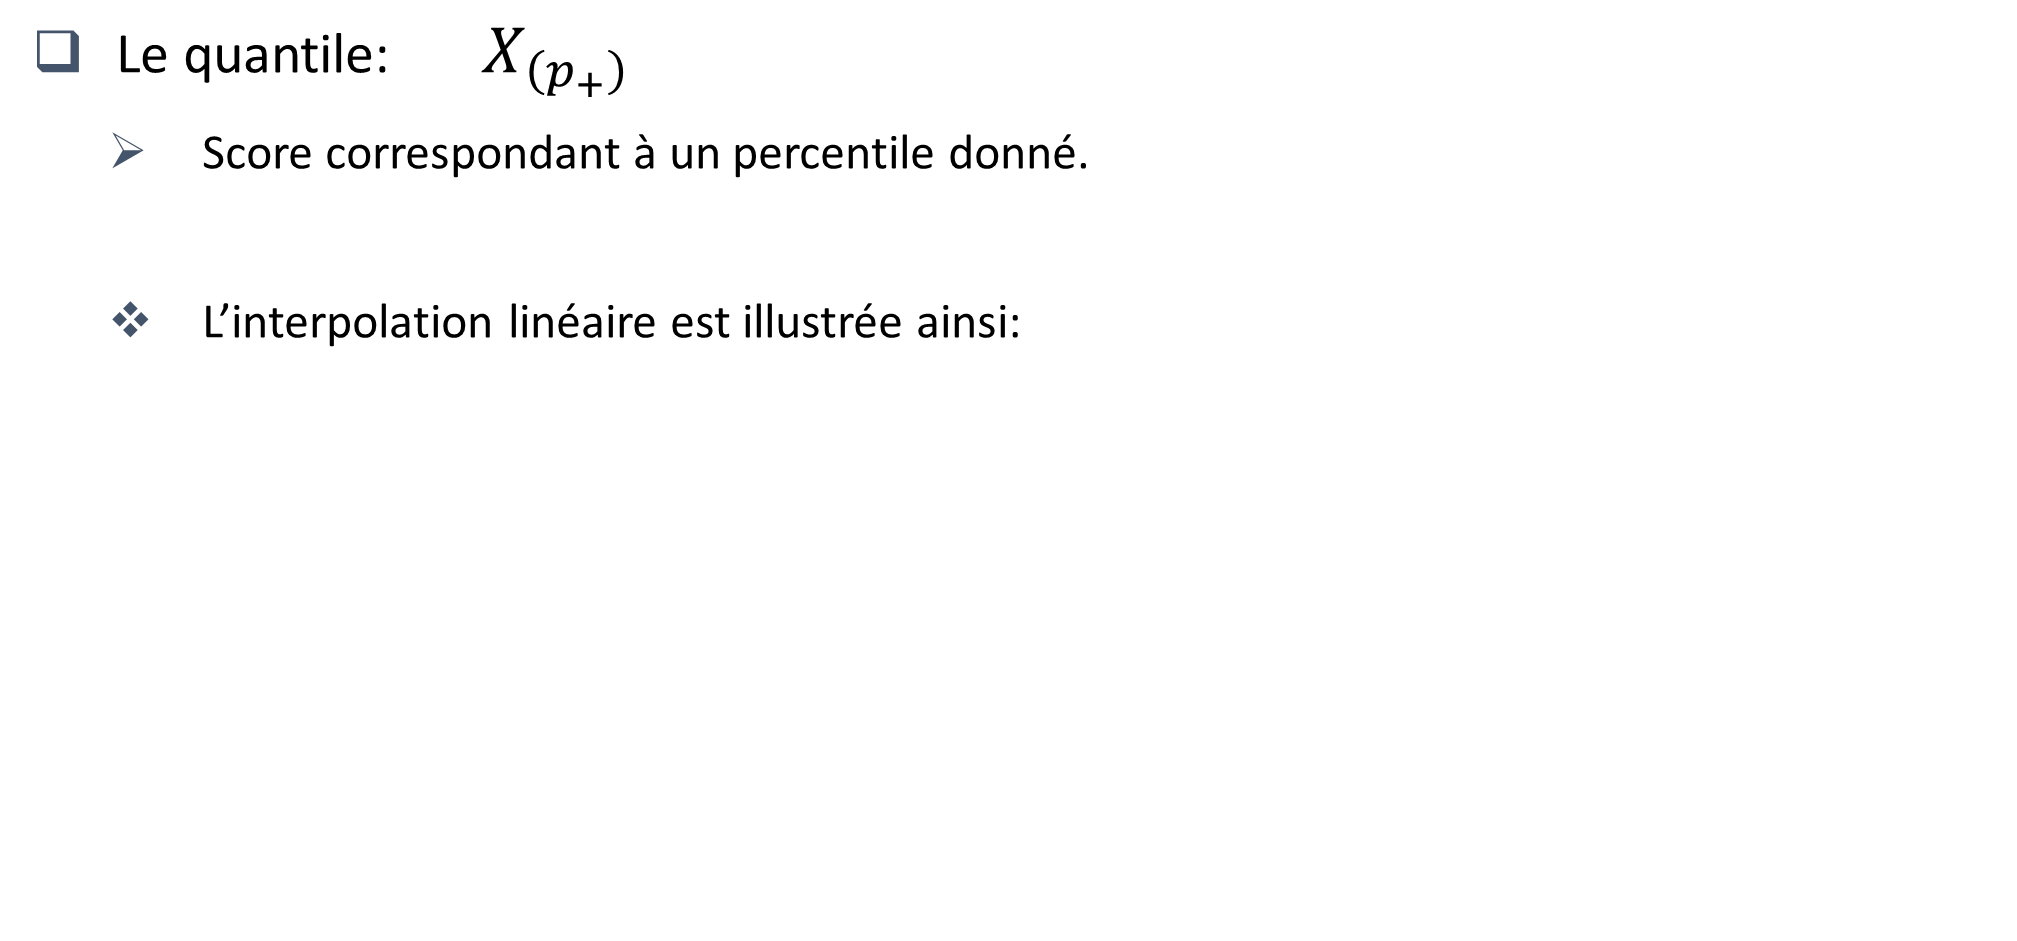 Le quantile: X(p+)
Score correspondant à un percentile donné.
L’interpolation linéaire est illustrée ainsi: